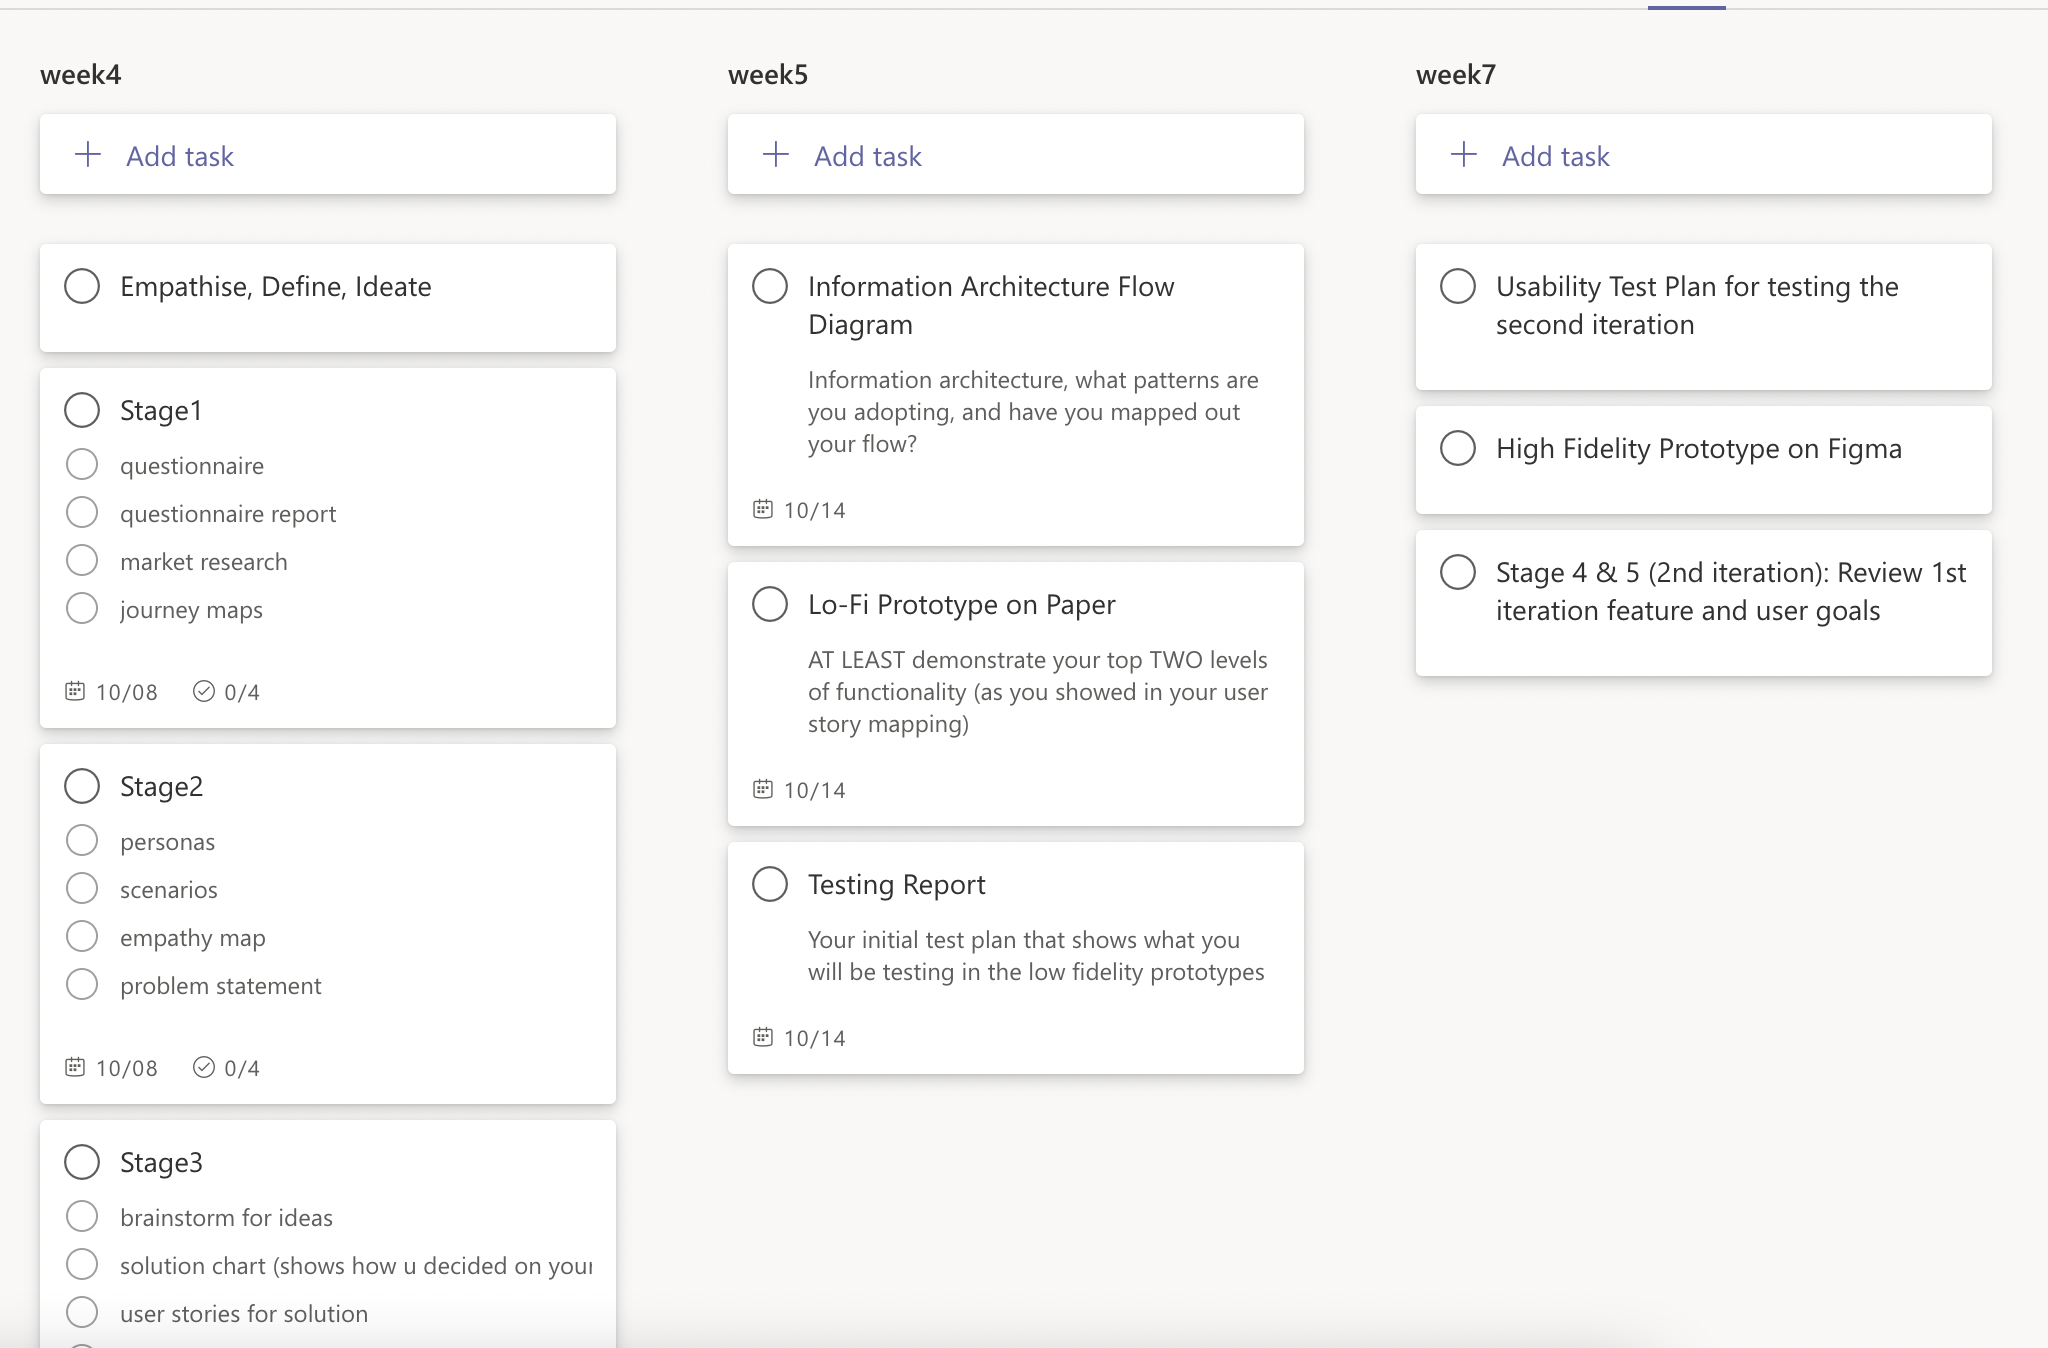 week4
Add task
Empathise, Define, Ideate
Stage1
questionnaire
questionnaire report
market research
journey maps
10/08 0/4
Stage2
personas
scenarios
empathy map
problem statement
10/08 0/4
Stage3
brainstorm for ideas
solution chart (shows how u decided on your
user stories for solution
week5
Add task
Information Architecture Flow
Diagram
Information architecture, what patterns are
you adopting, and have you mapped out
your flow?
10/14
Lo-Fi Prototype on Paper
AT LEAST demonstrate your top TWO levels
of functionality (as you showed in your user
story mapping)
10/14
Testing Report
Your initial test plan that shows what you
will be testing in the low fidelity prototypes
10/14
week7
Add task
Usability Test Plan for testing the
second iteration
High Fidelity Prototype on Figma
Stage 4 & 5 (2nd iteration): Review 1st
iteration feature and user goals